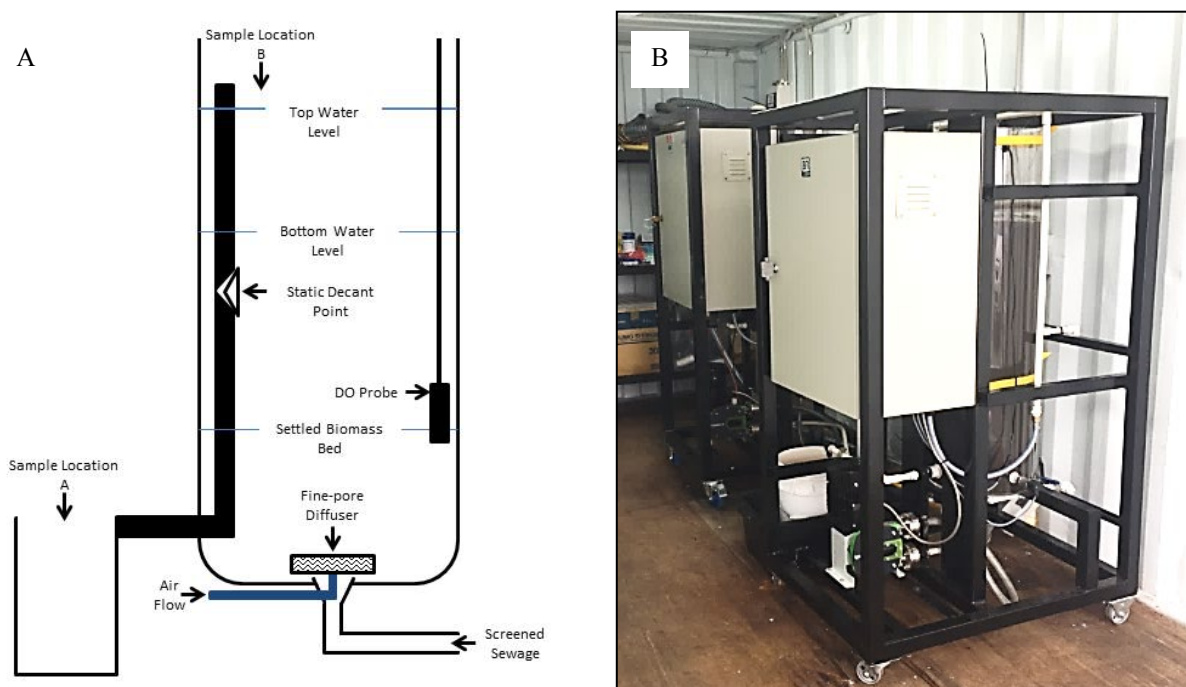 A
Sample Location
B
Top Water
Level
Bottom Water
Level
Static Decant
Point
DO Probe
Settled Biomass
Bed
Sample Location
A
Fine-pore
Diffuser
Air
Flow
Screened
Sewage
B